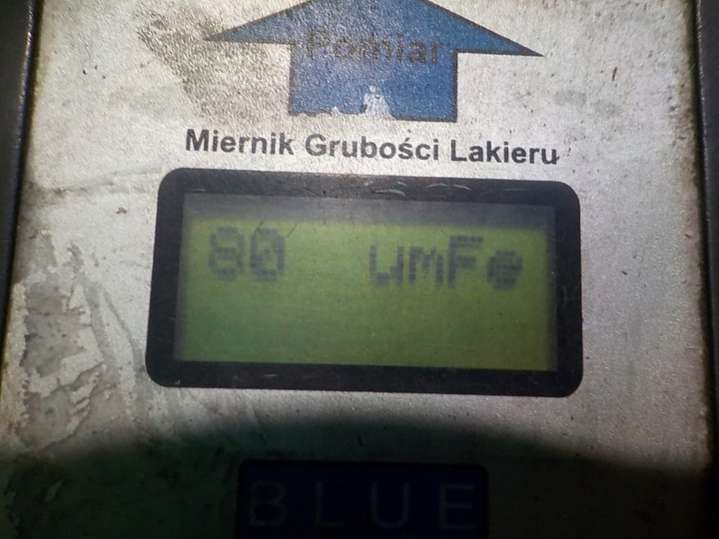 Pomiar
Miernik Grubości Lakieru
80 umFe
BLUE